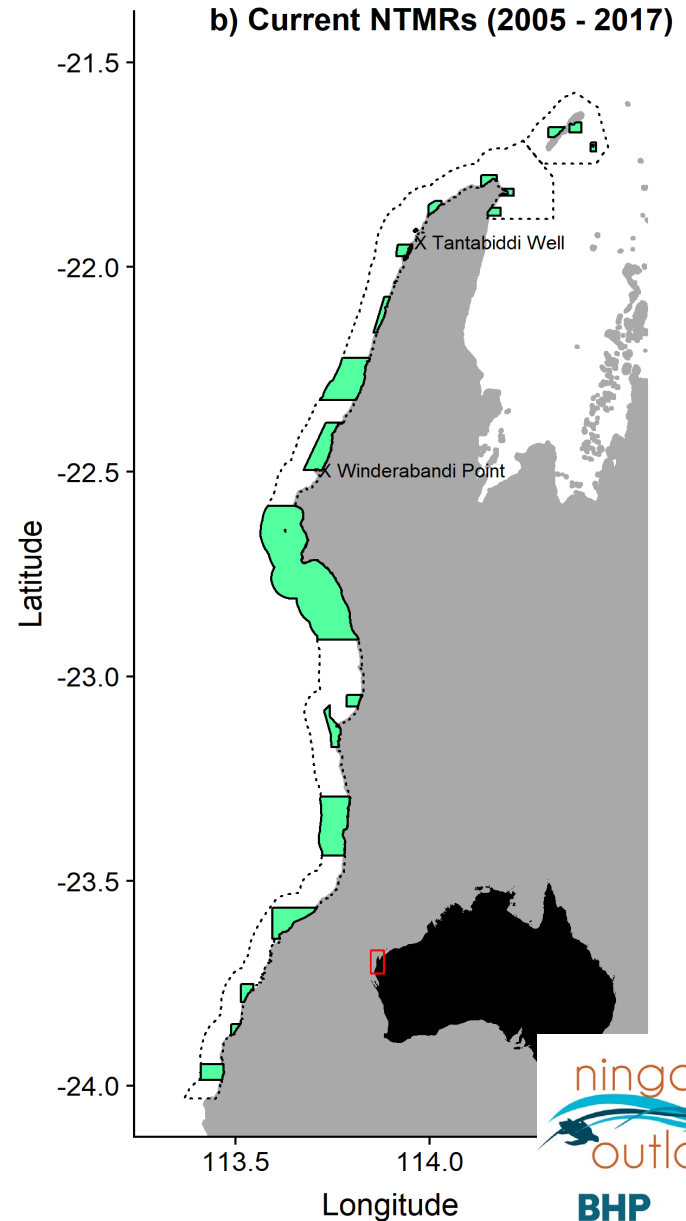 b) Current NTMRs (2005 - 2017)
-21.5
X Tantabiddi Well
-22.0
X Winderabandi Point
-22.5
Latitude
-23.0
-23.5
-24.0
113.5 114.0
Longitude
outlo
BHP